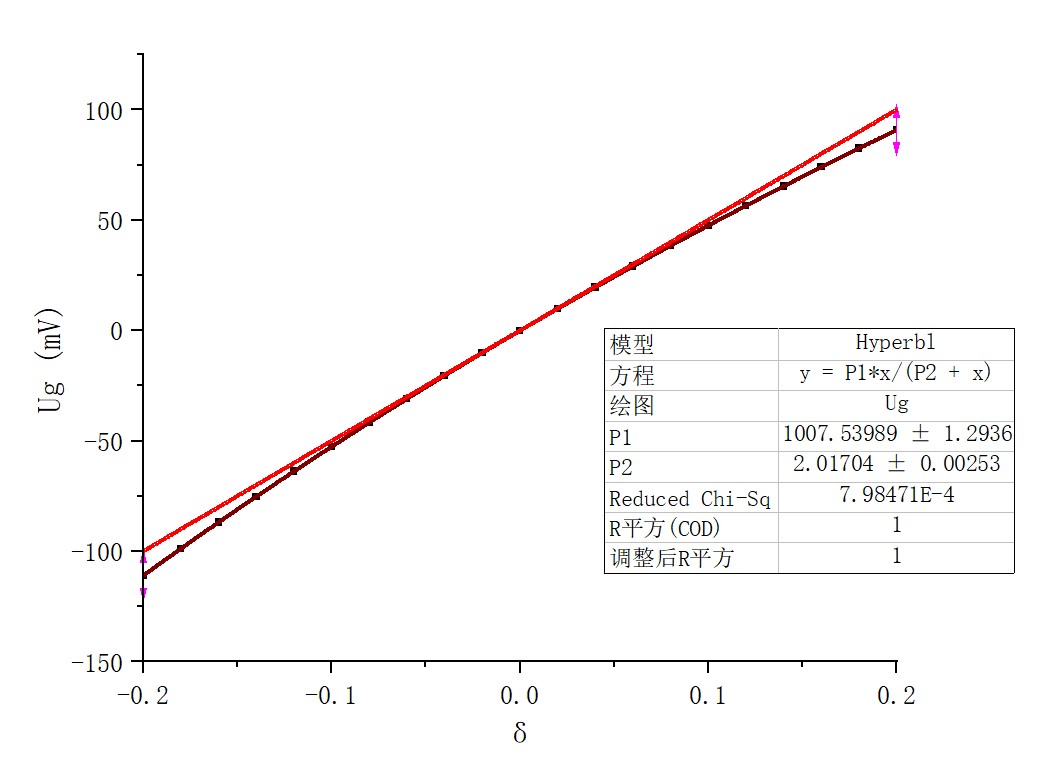 100
50
0
-50
-100
-150
Ug (mV)
-0.2
-0.1
0.0
0.1
0.2
δ
模型 Hyperbl
方程 y = P1*x/(P2 + x)
绘图 Ug
P1 1007.53989 ± 1.2936
P2 2.01704 ± 0.00253
Reduced Chi-Sq 7.98471E-4
R平方(COD) 1
调整后R平方 1